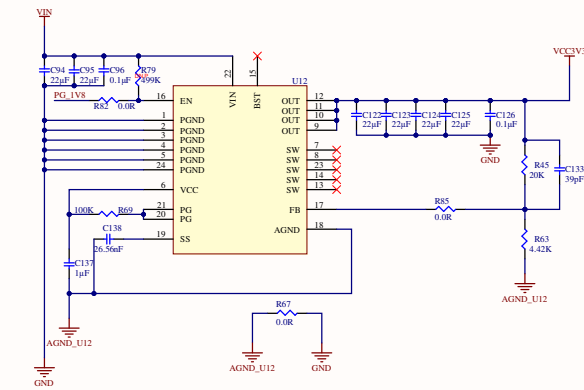 VIN
VCC3V3
C94
22µF
C95
22µF
C96
0.1µF
R79
499K
PG_1V8
R82 0.0R
U12
22
VIN
15
BST
16 EN
1 PGND
2 PGND
3 PGND
4 PGND
5 PGND
24 PGND
6 VCC
21 PG
20 PG
19 SS
OUT 12
OUT 11
OUT 10
OUT 9
SW 7
SW 8
SW 23
SW 14
SW 13
FB 17
AGND 18
C122
22µF
C123
22µF
C124
22µF
C125
22µF
C126
0.1µF
GND
R45
20K
C133
39pF
R85
0.0R
R63
4.42K
AGND_U12
100K R69
C138
26.56nF
C137
1µF
AGND_U12
GND
R67
0.0R
AGND_U12
GND